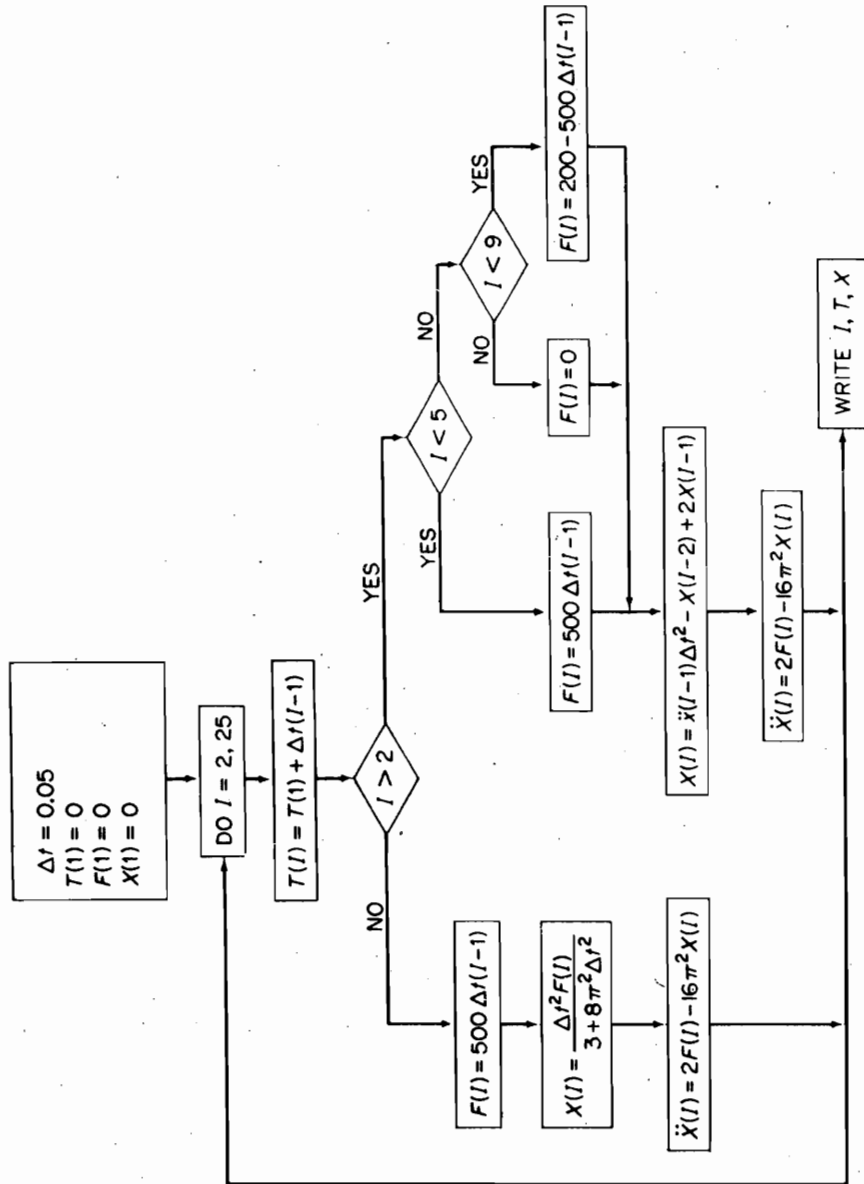 Δt = 0.05
T(1) = 0
F(1) = 0
X(1) = 0
DO I = 2, 25
T(I) = T(1) + Δt(I−1)
I > 2
NO
YES
F(I) = 500 Δt(I−1)
X(I) = Δt²F(I) / 3 + 8π²Δt²
Ẍ(I) = 2F(I) − 16π²X(I)
I < 5
YES
NO
F(I) = 500 Δt(I−1)
I < 9
NO
YES
F(I) = 0
F(I) = 200 − 500 Δt(I−1)
X(I) = ẍ(I−1)Δt² − X(I−2) + 2X(I−1)
Ẍ(I) = 2F(I) − 16π²X(I)
WRITE I, T, X